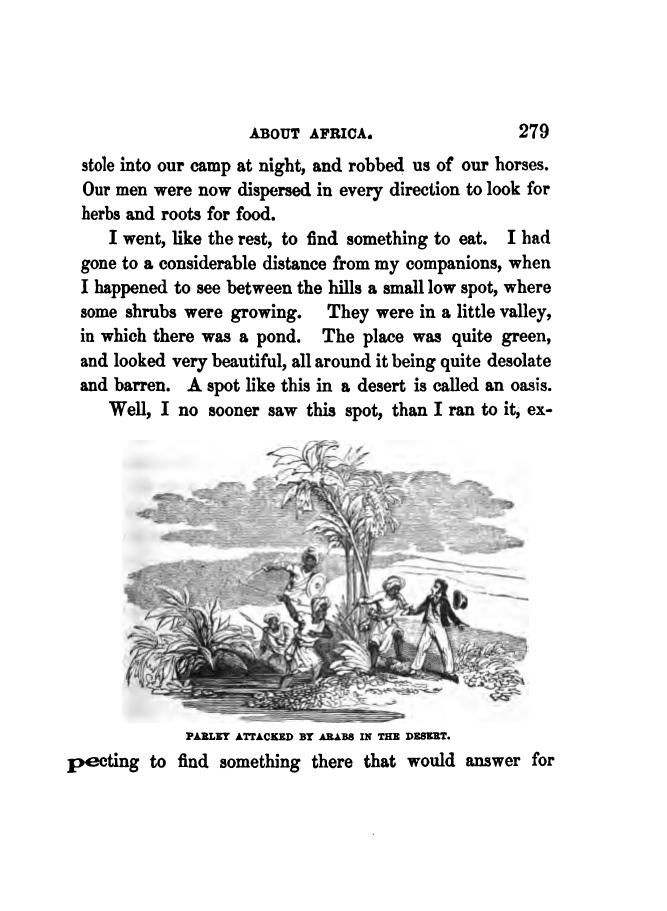 ABOUT AFRICA. 279
stole into our camp at night, and robbed us of our horses.
Our men were now dispersed in every direction to look for
herbs and roots for food.
I went, like the rest, to find something to eat. I had
gone to a considerable distance from my companions, when
I happened to see between the hills a small low spot, where
some shrubs were growing. They were in a little valley,
in which there was a pond. The place was quite green,
and looked very beautiful, all around it being quite desolate
and barren. A spot like this in a desert is called an oasis.
Well, I no sooner saw this spot, than I ran to it, ex-
PARLEY ATTACKED BY ARABS IN THE DESERT.
pecting to find something there that would answer for